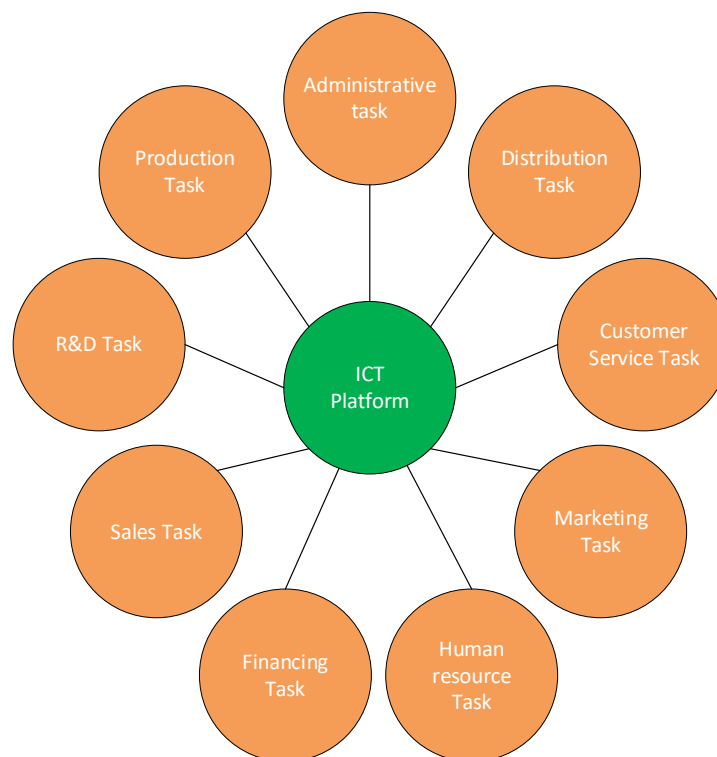 Administrative
task
Production
Task
Distribution
Task
R&D Task
Customer
Service Task
ICT
Platform
Sales Task
Marketing
Task
Financing
Task
Human
resource
Task